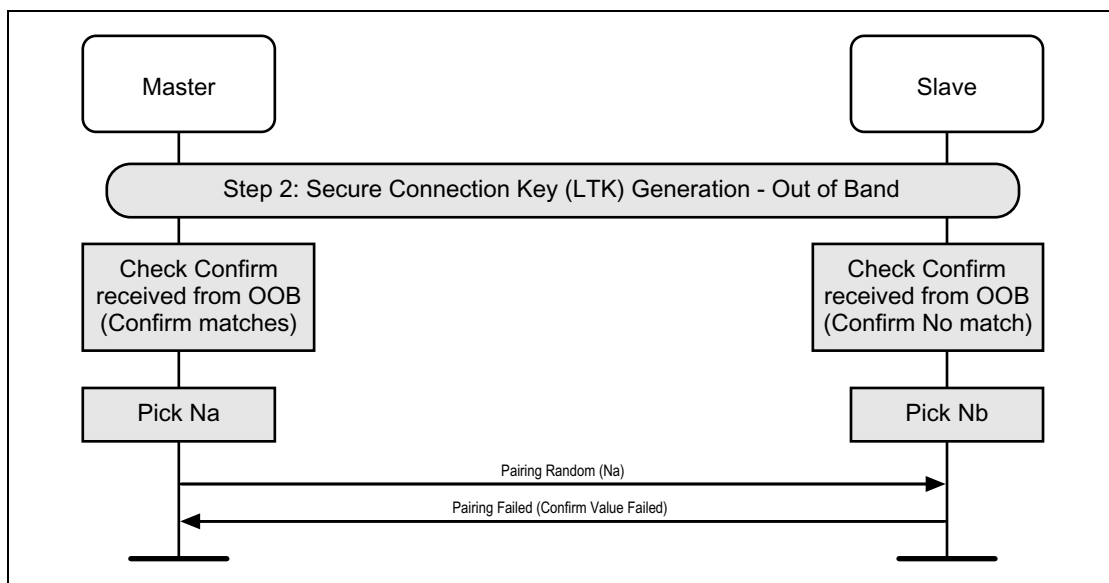 Master
Slave
Step 2: Secure Connection Key (LTK) Generation - Out of Band
Check Confirm
received from OOB
(Confirm matches)
Check Confirm
received from OOB
(Confirm No match)
Pick Na
Pick Nb
Pairing Random (Na)
Pairing Failed (Confirm Value Failed)